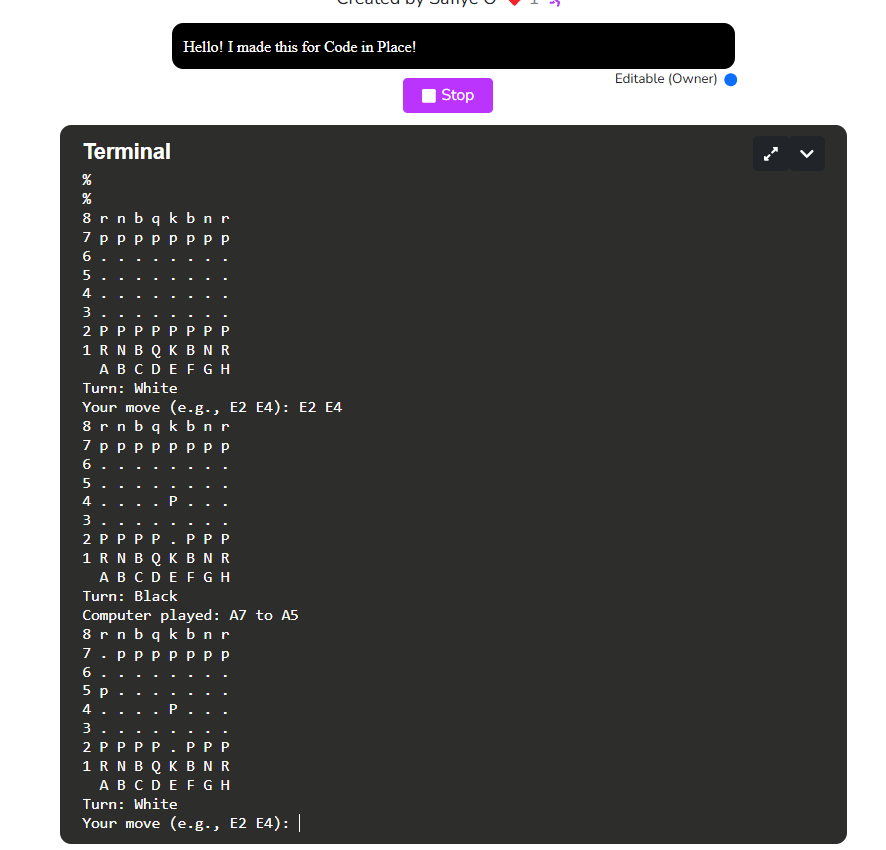 Created by Safiye O 1
Hello! I made this for Code in Place!
Editable (Owner)
Stop
Terminal
%
%
8 r n b q k b n r
7 p p p p p p p p
6 . . . . . . . .
5 . . . . . . . .
4 . . . . . . . .
3 . . . . . . . .
2 P P P P P P P P
1 R N B Q K B N R
A B C D E F G H
Turn: White
Your move (e.g., E2 E4): E2 E4
8 r n b q k b n r
7 p p p p p p p p
6 . . . . . . . .
5 . . . . . . . .
4 . . . . P . . .
3 . . . . . . . .
2 P P P P . P P P
1 R N B Q K B N R
A B C D E F G H
Turn: Black
Computer played: A7 to A5
8 r n b q k b n r
7 . p p p p p p p
6 . . . . . . . .
5 p . . . . . . .
4 . . . . P . . .
3 . . . . . . . .
2 P P P P . P P P
1 R N B Q K B N R
A B C D E F G H
Turn: White
Your move (e.g., E2 E4):